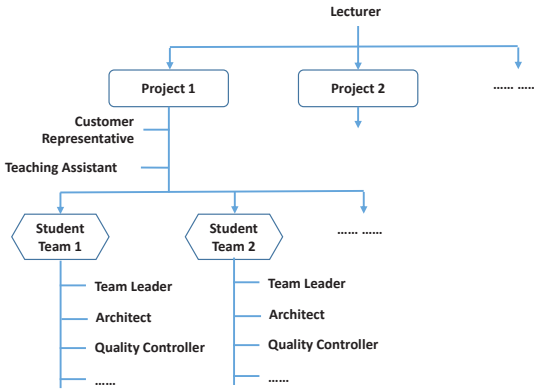 Lecturer
Project 1
Project 2
...... .....
Customer
Representative
Teaching Assistant
Student
Team 1
Student
Team 2
...... ......
Team Leader
Architect
Quality Controller
......
Team Leader
Architect
Quality Controller
......